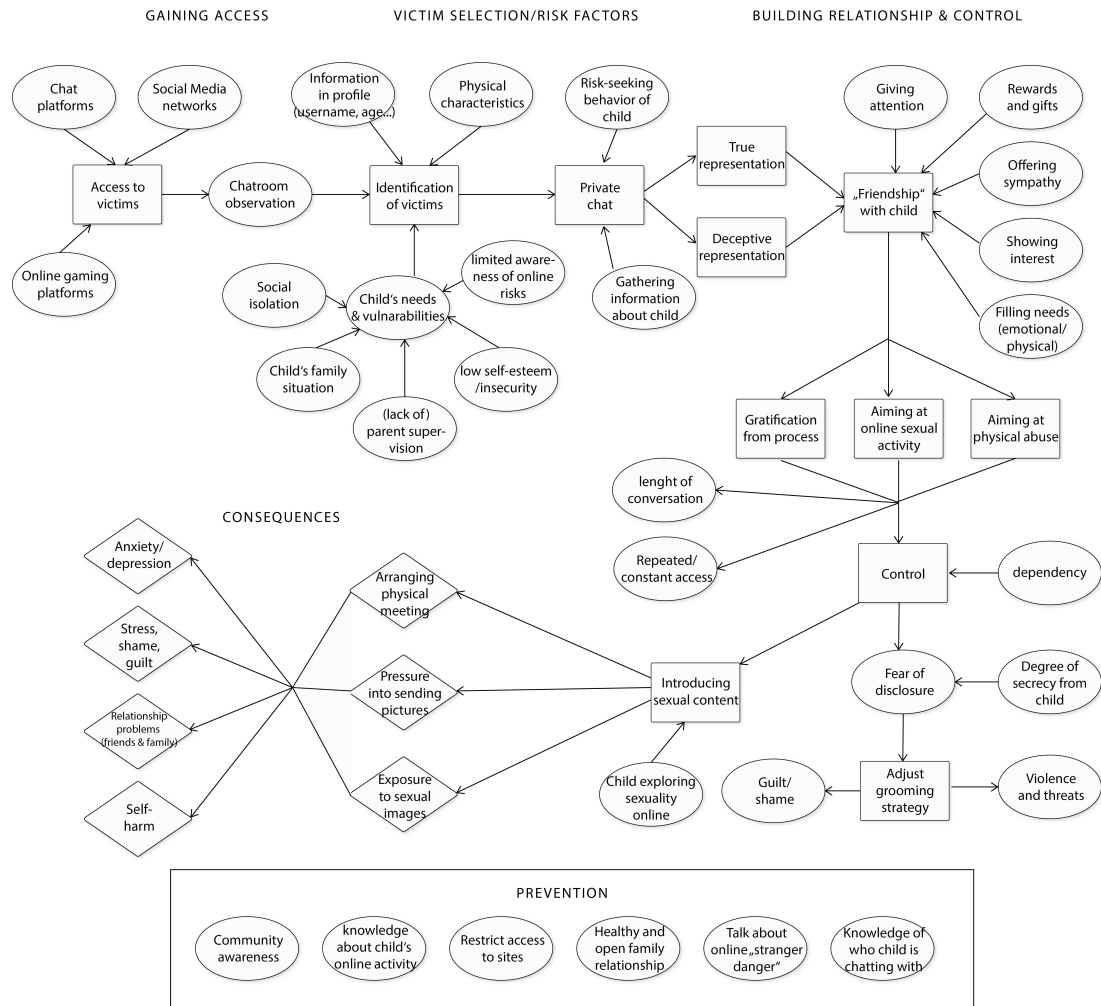 GAINING ACCESS
VICTIM SELECTION/RISK FACTORS
BUILDING RELATIONSHIP & CONTROL
Chat
platforms
Social Media
networks
Information
in profile
(username, age...)
Physical
characteristics
Risk-seeking
behavior of
child
Giving
attention
Rewards
and gifts
True
representation
Offering
sympathy
Access to
victims
Chatroom
observation
Identification
of victims
Private
chat
„Friendship“
with child
Deceptive
representation
Showing
interest
Online gaming
platforms
Social
isolation
Child's needs
& vulnarabilities
limited aware-
ness of online
risks
Gathering
information
about child
Filling needs
(emotional/
physical)
Child's family
situation
low self-esteem
/insecurity
(lack of)
parent super-
vision
Gratification
from process
Aiming at
online sexual
activity
Aiming at
physical abuse
lenght of
conversation
CONSEQUENCES
Repeated/
constant access
Control
dependency
Anxiety/
depression
Arranging
physical
meeting
Stress,
shame,
guilt
Pressure
into sending
pictures
Introducing
sexual content
Fear of
disclosure
Degree of
secrecy from
child
Relationship
problems
(friends & family)
Exposure
to sexual
images
Child exploring
sexuality
online
Guilt/
shame
Adjust
grooming
strategy
Violence
and threats
Self-
harm
PREVENTION
Community
awareness
knowledge
about child's
online activity
Restrict access
to sites
Healthy and
open family
relationship
Talk about
online „stranger
danger“
Knowledge of
who child is
chatting with